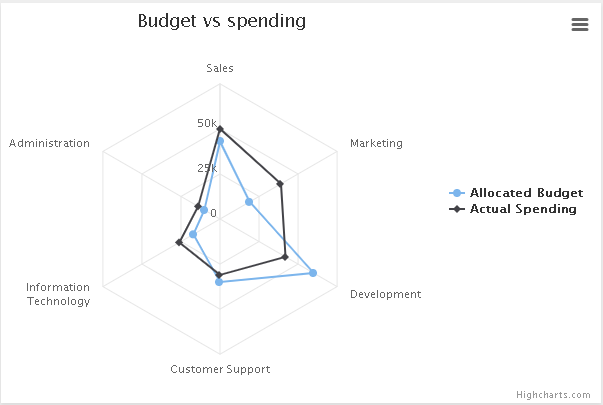 Budget vs spending
Sales
50k
Administration
Marketing
25k
Allocated Budget
Actual Spending
0
Information
Technology
Development
Customer Support
Highcharts.com